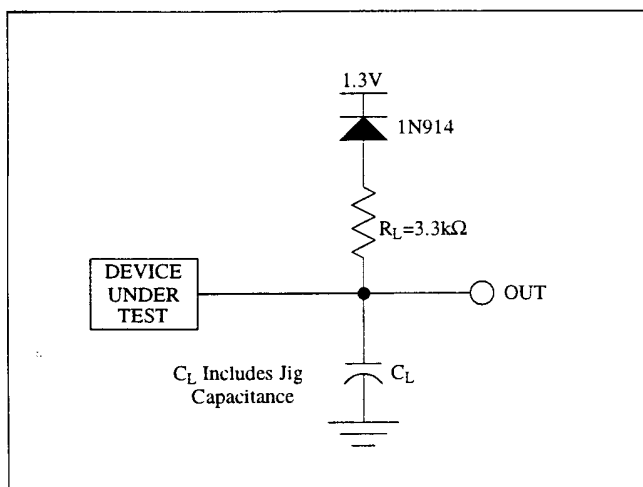 1.3V
1N914
R_L=3.3kΩ
DEVICE
UNDER
TEST
OUT
C_L Includes Jig
Capacitance
C_L